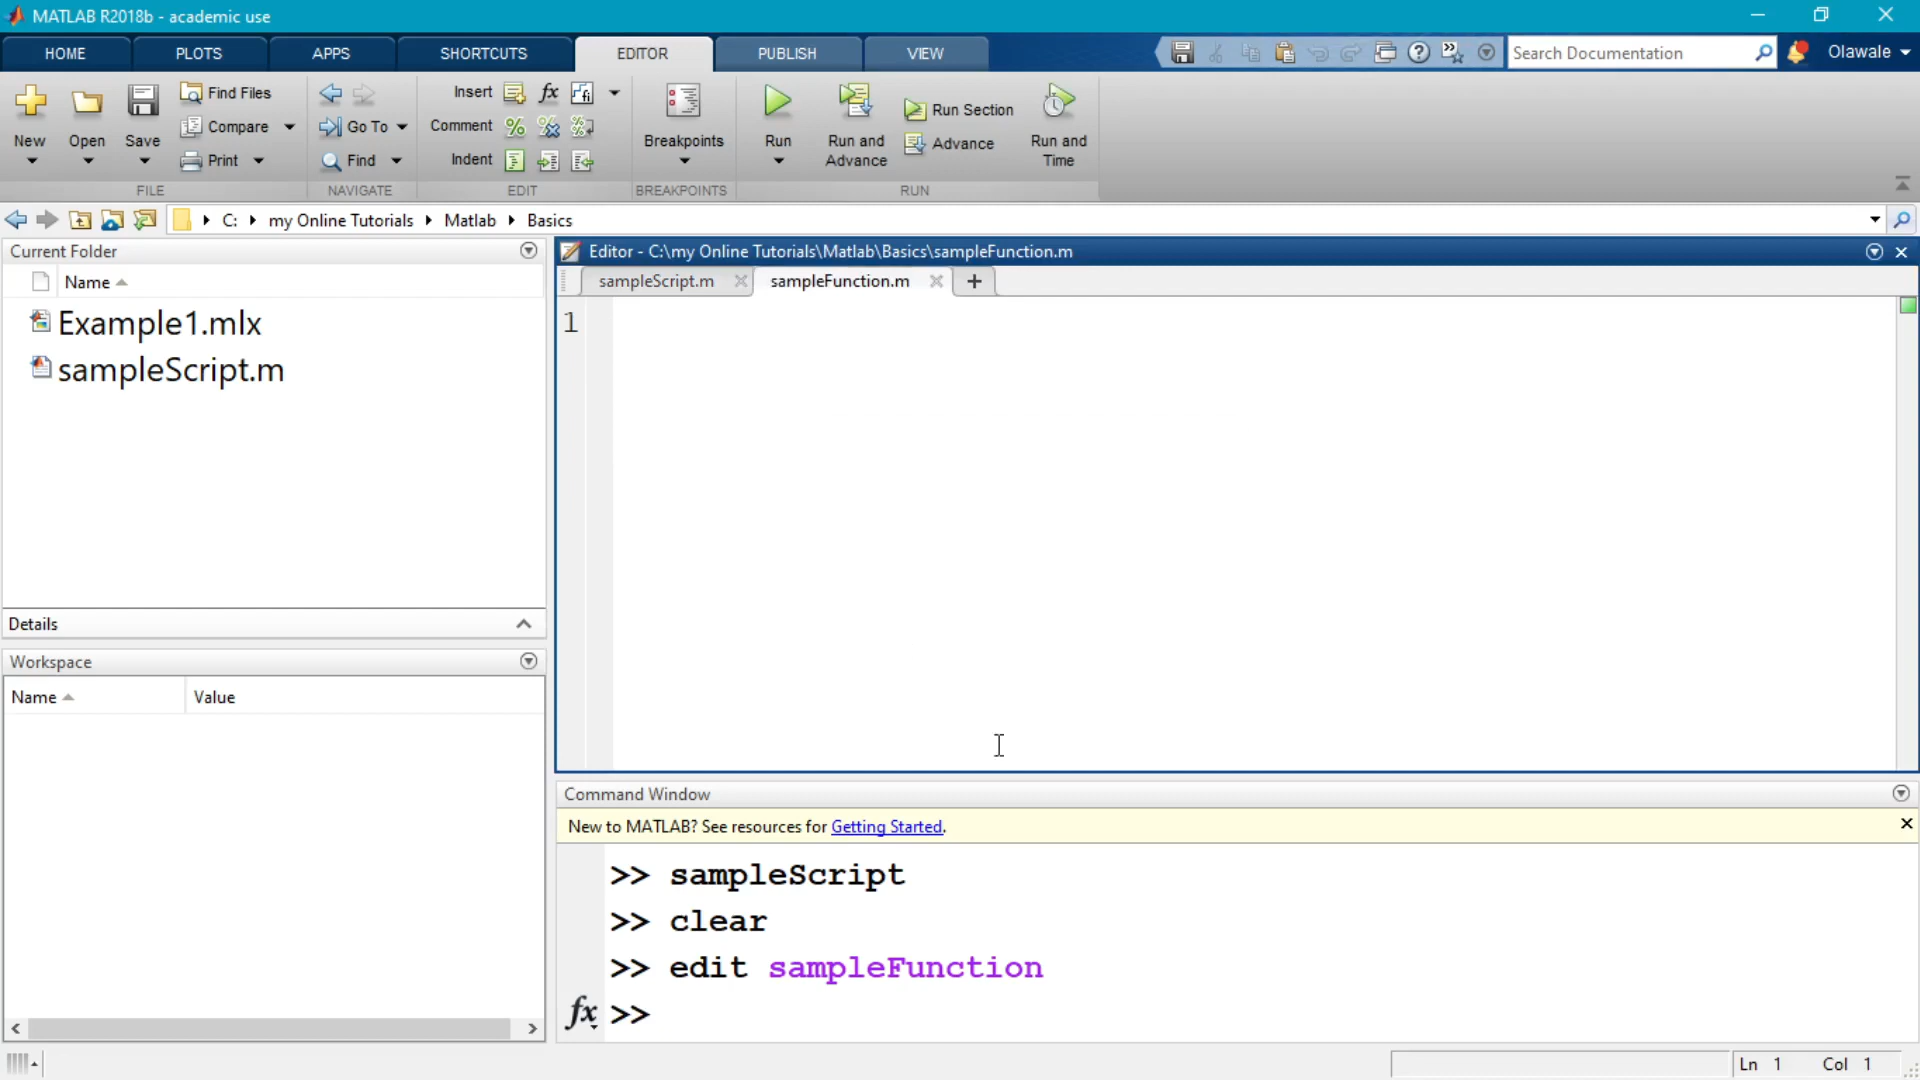 MATLAB R2018b - academic use
HOME PLOTS APPS SHORTCUTS EDITOR PUBLISH VIEW Search Documentation Olawale
New Open Save Find Files Compare Print
FILE
Go To Find
NAVIGATE
Insert fx fi
Comment % % %
Indent
EDIT
Breakpoints
BREAKPOINTS
Run Run and Advance Run Section Advance Run and Time
RUN
C: my Online Tutorials Matlab Basics
Current Folder
Name
Example1.mlx
sampleScript.m
Details
Workspace
Name Value
Editor - C:\my Online Tutorials\Matlab\Basics\sampleFunction.m
sampleScript.m sampleFunction.m +
1
Command Window
New to MATLAB? See resources for Getting Started.
>> sampleScript
>> clear
>> edit sampleFunction
fx >>
Ln 1 Col 1